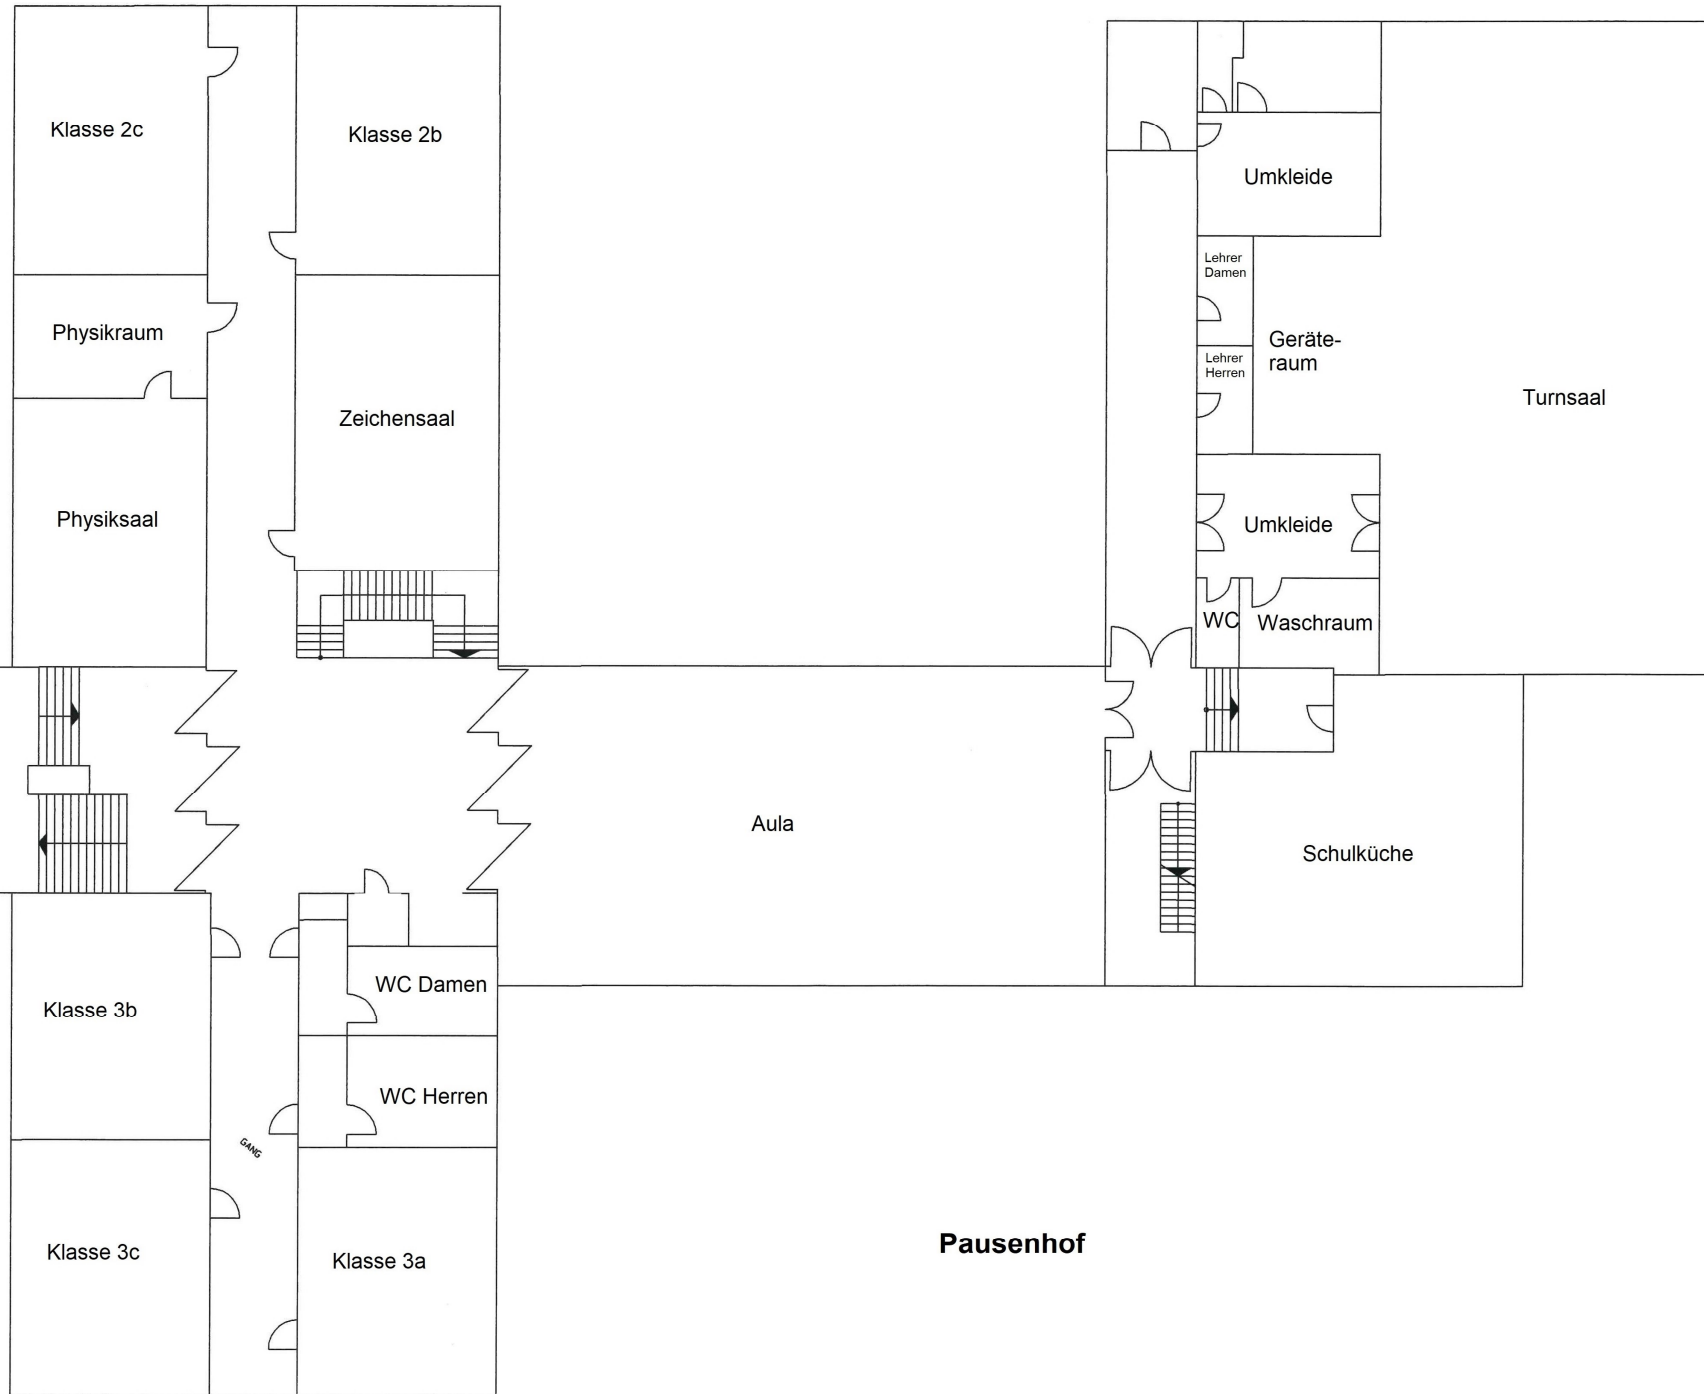 Klasse 2c
Klasse 2b
Umkleide
Lehrer
Damen
Physikraum
Geräte-
raum
Lehrer
Herren
Turnsaal
Zeichensaal
Physiksaal
Umkleide
WC
Waschraum
Aula
Schulküche
WC Damen
Klasse 3b
WC Herren
GANG
Klasse 3c
Klasse 3a
Pausenhof